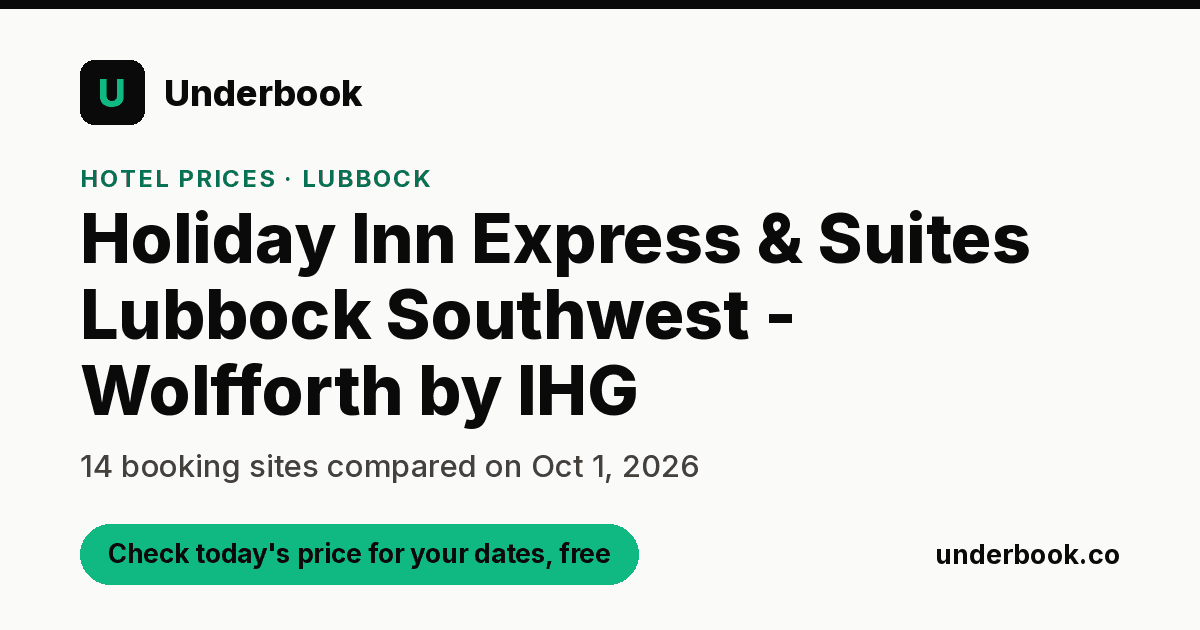 U Underbook
HOTEL PRICES · LUBBOCK
Holiday Inn Express & Suites
Lubbock Southwest -
Wolfforth by IHG
14 booking sites compared on Oct 1, 2026
Check today's price for your dates, free
underbook.co